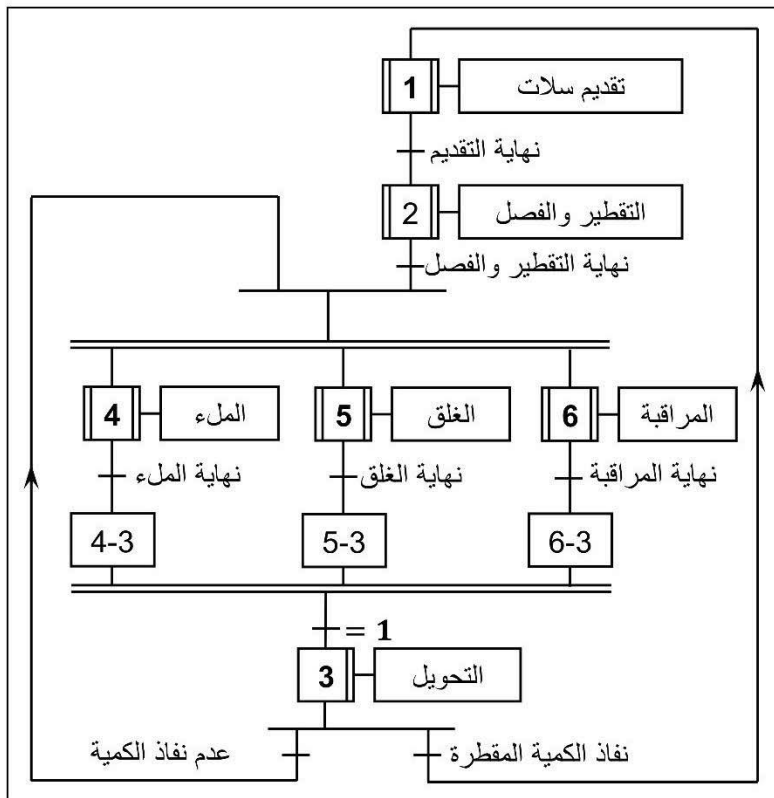 1 تقديم سلات
نهاية التقديم
2 التقطير والفصل
نهاية التقطير والفصل
4 الملء 5 الغلق 6 المراقبة
نهاية الملء نهاية الغلق نهاية المراقبة
4-3 5-3 6-3
= 1
3 التحويل
عدم نفاذ الكمية نفاذ الكمية المقطرة